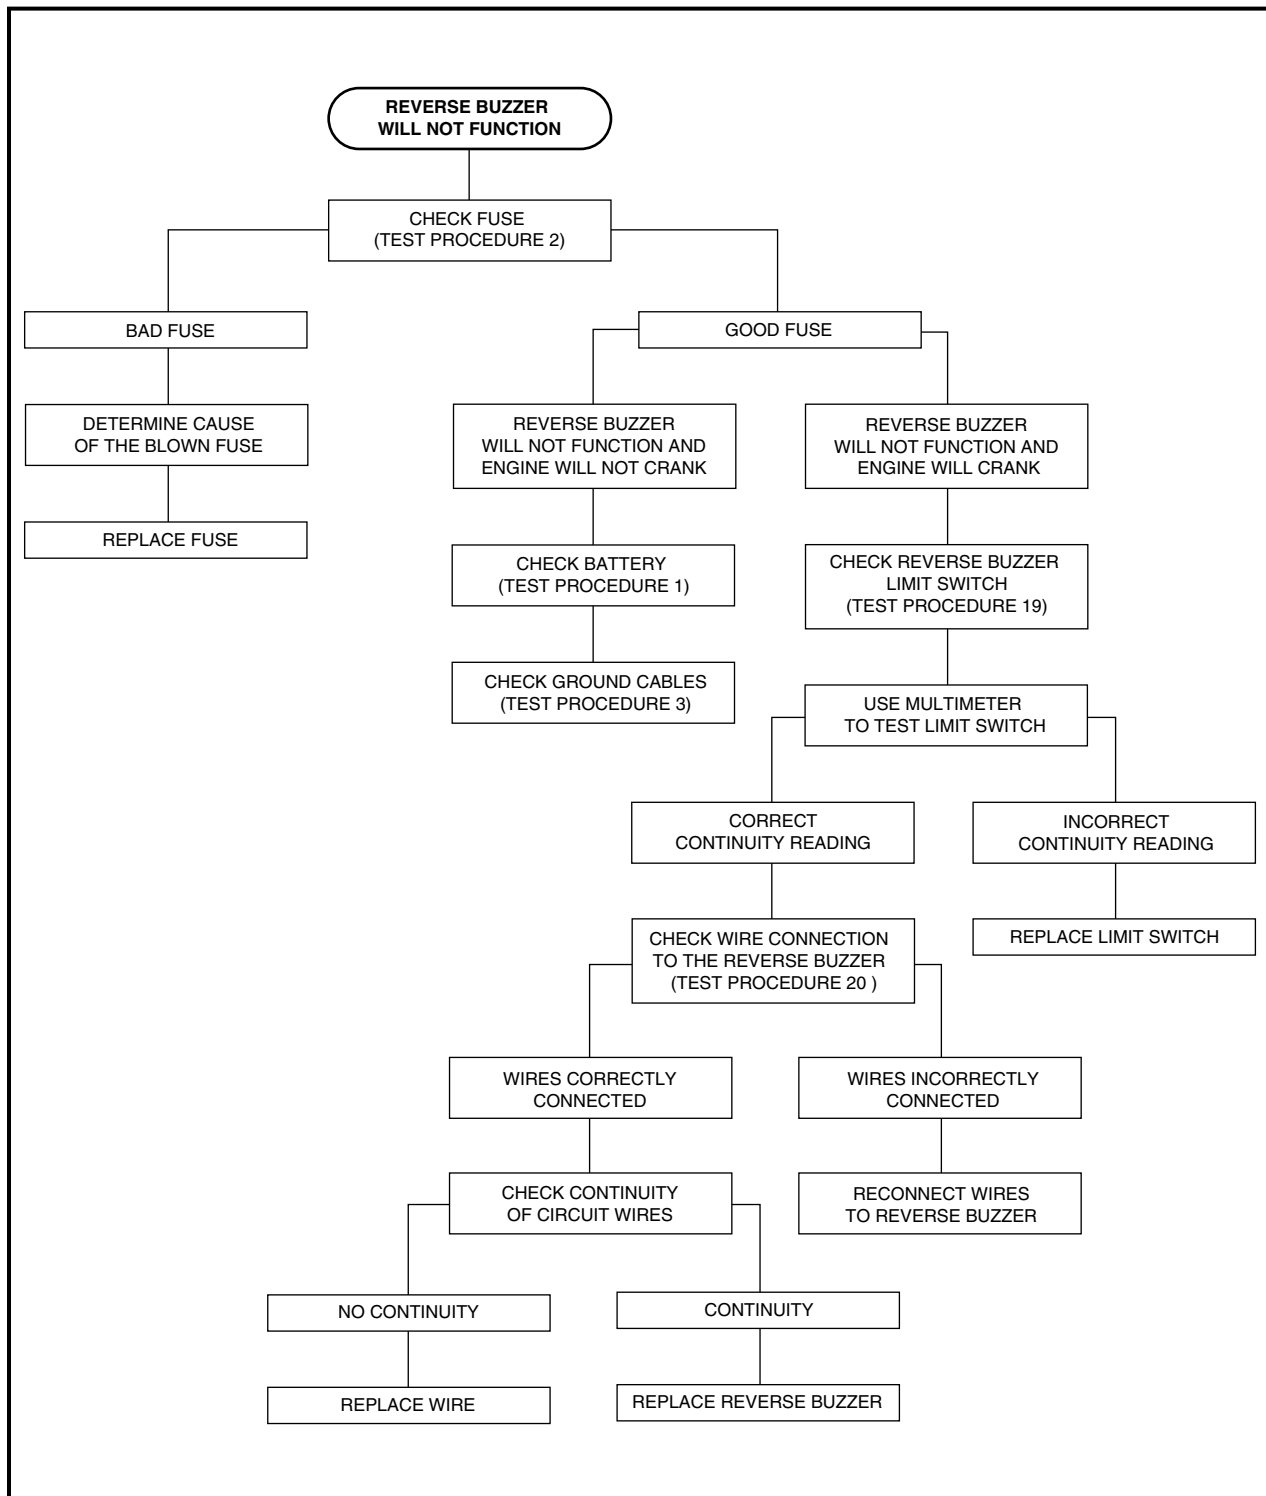 REVERSE BUZZER
WILL NOT FUNCTION
CHECK FUSE
(TEST PROCEDURE 2)
BAD FUSE
GOOD FUSE
DETERMINE CAUSE
OF THE BLOWN FUSE
REVERSE BUZZER
WILL NOT FUNCTION AND
ENGINE WILL NOT CRANK
REVERSE BUZZER
WILL NOT FUNCTION AND
ENGINE WILL CRANK
REPLACE FUSE
CHECK BATTERY
(TEST PROCEDURE 1)
CHECK REVERSE BUZZER
LIMIT SWITCH
(TEST PROCEDURE 19)
CHECK GROUND CABLES
(TEST PROCEDURE 3)
USE MULTIMETER
TO TEST LIMIT SWITCH
CORRECT
CONTINUITY READING
INCORRECT
CONTINUITY READING
CHECK WIRE CONNECTION
TO THE REVERSE BUZZER
(TEST PROCEDURE 20 )
REPLACE LIMIT SWITCH
WIRES CORRECTLY
CONNECTED
WIRES INCORRECTLY
CONNECTED
CHECK CONTINUITY
OF CIRCUIT WIRES
RECONNECT WIRES
TO REVERSE BUZZER
NO CONTINUITY
CONTINUITY
REPLACE WIRE
REPLACE REVERSE BUZZER